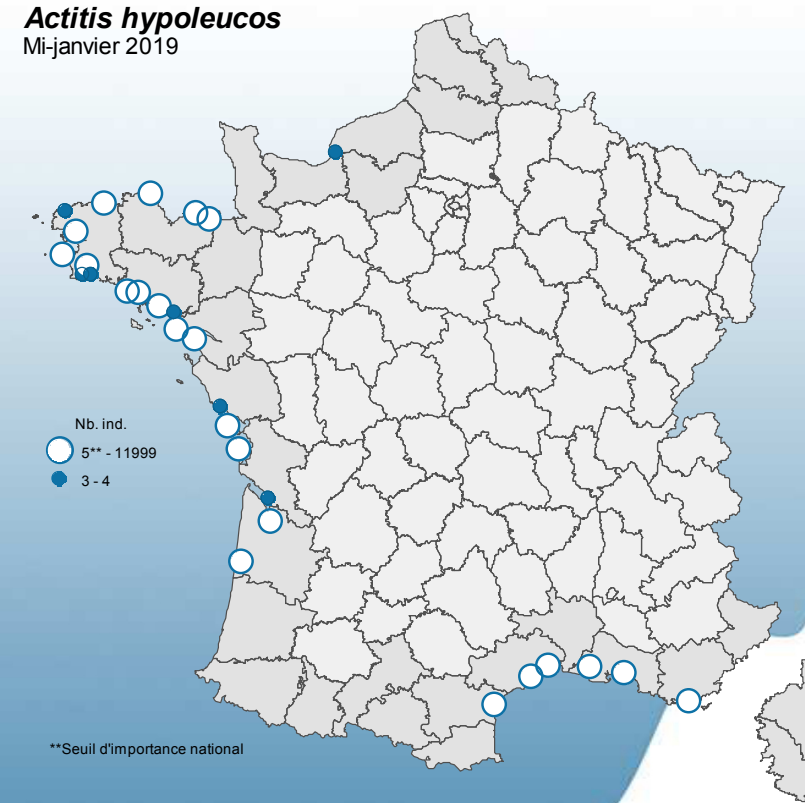 Actitis hypoleucos
Mi-janvier 2019
Nb. ind.
5** - 11999
3 - 4
**Seuil d'importance national